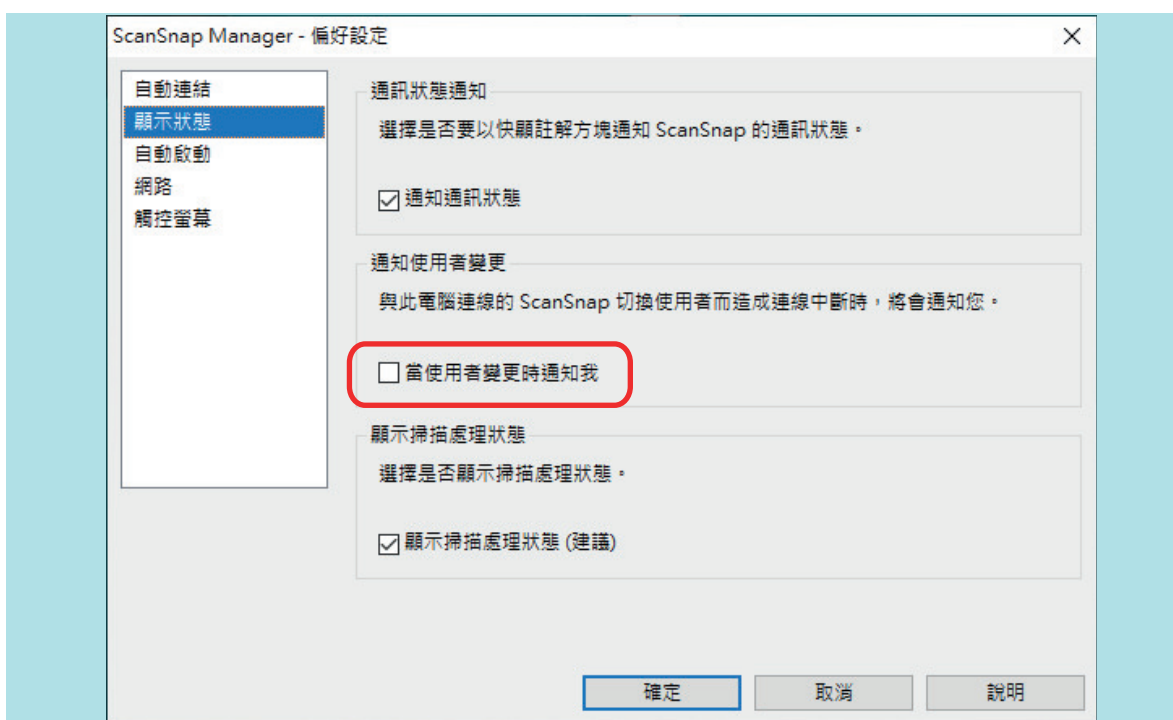 ScanSnap Manager - 偏好設定
自動連結
顯示狀態
自動啟動
網路
觸控螢幕
通訊狀態通知
選擇是否要以快顯註解方塊通知 ScanSnap 的通訊狀態。
通知通訊狀態
通知使用者變更
與此電腦連線的 ScanSnap 切換使用者而造成連線中斷時，將會通知您。
當使用者變更時通知我
顯示掃描處理狀態
選擇是否顯示掃描處理狀態。
顯示掃描處理狀態 (建議)
確定
取消
說明